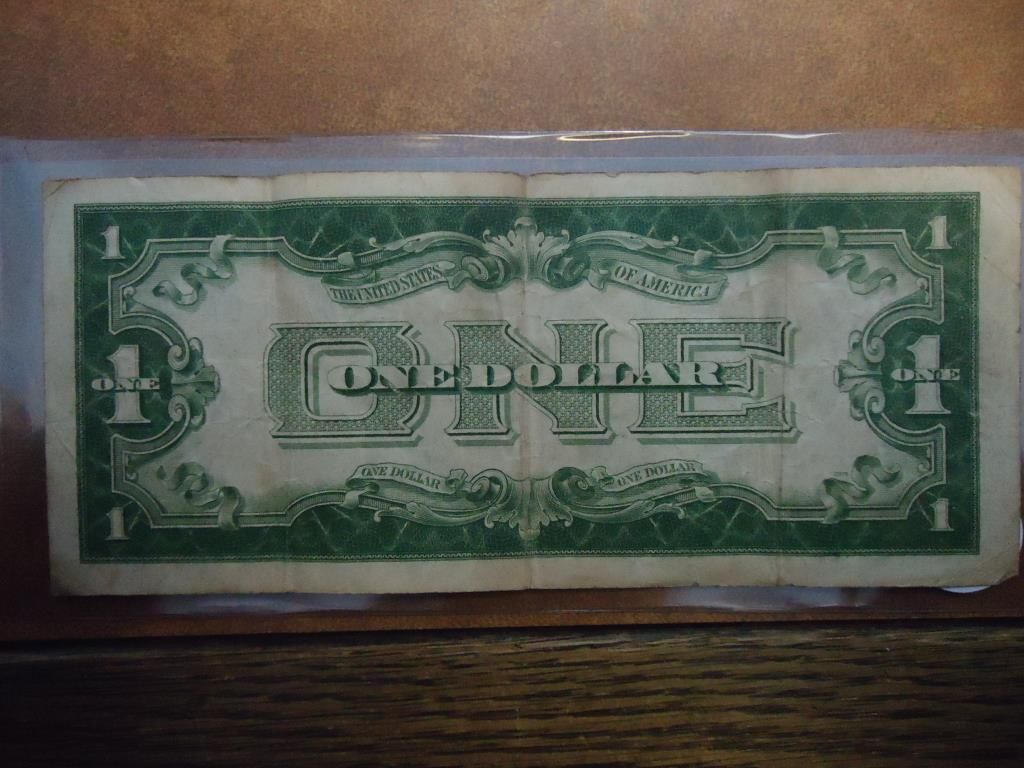 1 1
THE UNITED STATES OF AMERICA
ONE
ONE DOLLAR
1 ONE 1 ONE
ONE DOLLAR ONE DOLLAR
1 1